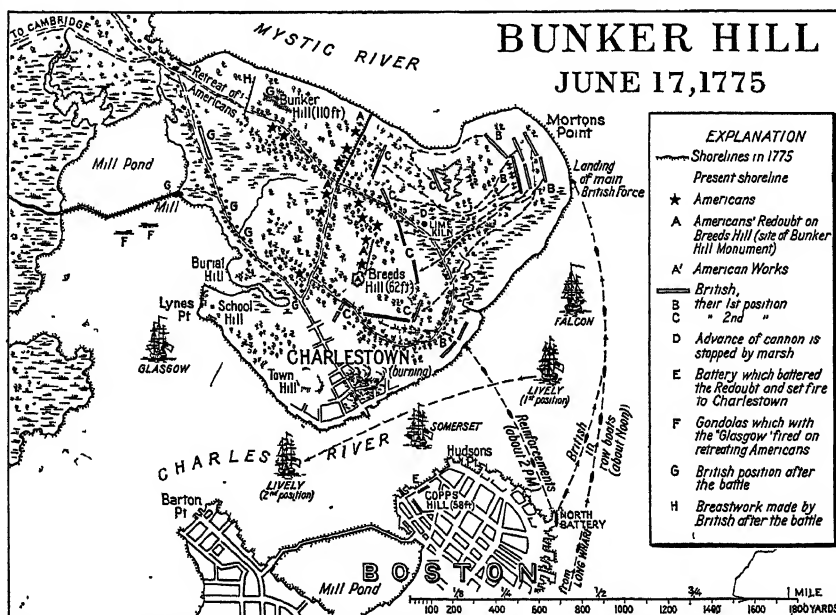 BUNKER HILL
JUNE 17, 1775
TO CAMBRIDGE
MYSTIC RIVER
Retreat of
Americans
H
G
Bunker
Hill (110 ft)
A'
Mortons
Point
B
C
C
B
B
B
Landing
of main
British Force
Mill Pond
G
G
G
Mill
F
F
G
D
LIME
KILN
C
C
A
Breeds
Hill (62 ft)
Burial
Hill
Lynes
Pt
School
Hill
C
C
B
GLASGOW
FALCON
CHARLESTOWN
(burning)
Town
Hill
LIVELY
(1st position)
SOMERSET
CHARLES RIVER
LIVELY
(2nd position)
Hudsons
Pt
Reinforcements
(about 2 PM)
British
in
row boats
(about Noon)
Barton
Pt
E
COPPS
HILL (58 ft)
NORTH
BATTERY
from
LONG WHARF
Mill Pond
BOSTON
EXPLANATION
Shorelines in 1775
Present shoreline
Americans
A Americans' Redoubt on
Breeds Hill (site of Bunker
Hill Monument)
A' American Works
British,
B their 1st position
C " 2nd "
D Advance of cannon is
stopped by marsh
E Battery which battered
the Redoubt and set fire
to Charlestown
F Gondolas which with
the "Glasgow" fired on
retreating Americans
G British position after
the battle
H Breastwork made by
British after the battle
1/8 1/4 1/2 3/4 1 MILE
100 200 400 600 800 1000 1200 1400 1600 1800 YARDS